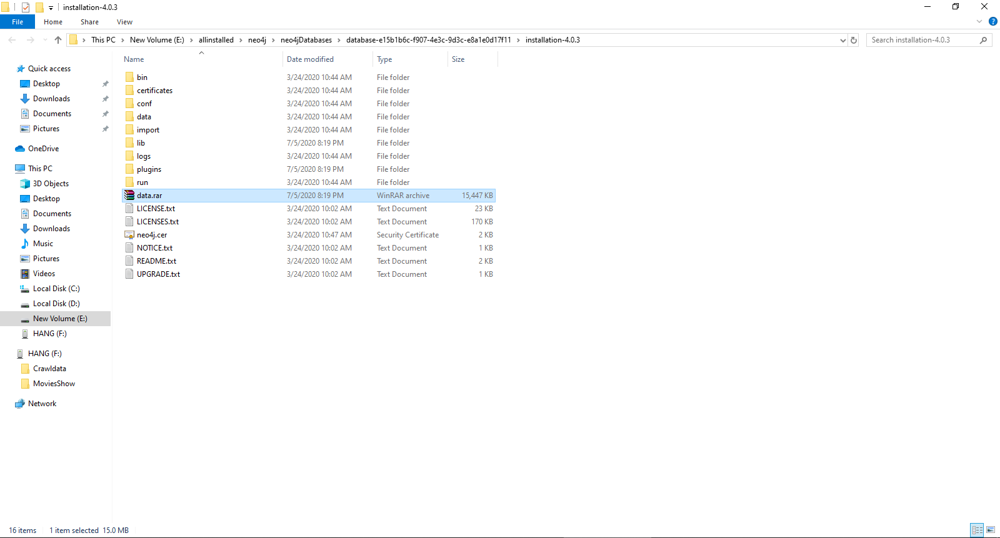 installation-4.0.3
File Home Share View
This PC New Volume (E:) allinstalled neo4j neo4jDatabases database-e15b1b6c-f907-4e3c-9d3c-e8a1e0d17f11 installation-4.0.3 Search installation-4.0.3
Quick access
Desktop
Downloads
Documents
Pictures
OneDrive
This PC
3D Objects
Desktop
Documents
Downloads
Music
Pictures
Videos
Local Disk (C:)
Local Disk (D:)
New Volume (E:)
HANG (F:)
HANG (F:)
Crawldata
MoviesShow
Network
Name Date modified Type Size
bin 3/24/2020 10:44 AM File folder
certificates 3/24/2020 10:44 AM File folder
conf 3/24/2020 10:44 AM File folder
data 3/24/2020 10:44 AM File folder
import 3/24/2020 10:44 AM File folder
lib 7/5/2020 8:19 PM File folder
logs 3/24/2020 10:44 AM File folder
plugins 7/5/2020 8:19 PM File folder
run 3/24/2020 10:44 AM File folder
data.rar 7/5/2020 8:19 PM WinRAR archive 15,447 KB
LICENSE.txt 3/24/2020 10:02 AM Text Document 23 KB
LICENSES.txt 3/24/2020 10:02 AM Text Document 170 KB
neo4j.cer 3/24/2020 10:47 AM Security Certificate 2 KB
NOTICE.txt 3/24/2020 10:02 AM Text Document 1 KB
README.txt 3/24/2020 10:02 AM Text Document 2 KB
UPGRADE.txt 3/24/2020 10:02 AM Text Document 1 KB
16 items 1 item selected 15.0 MB